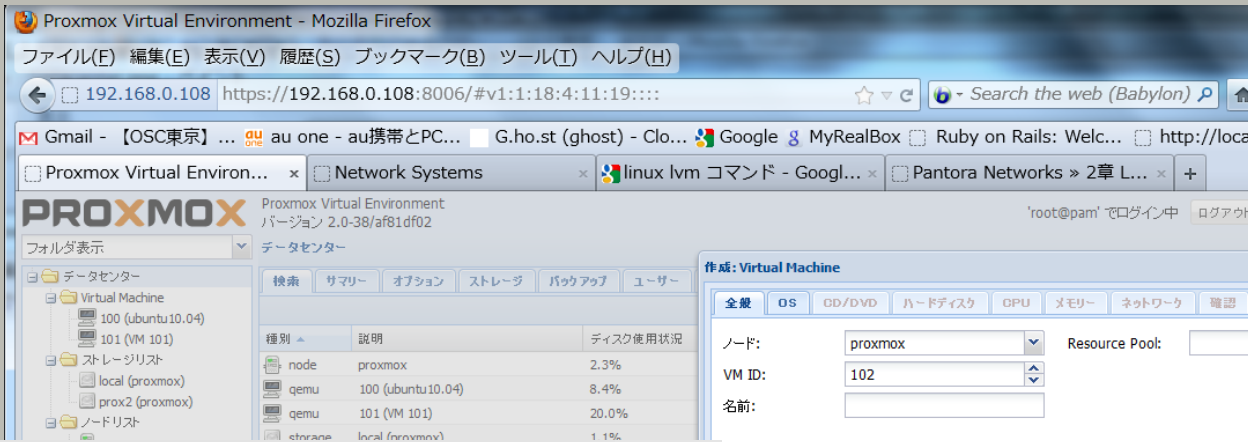 Proxmox Virtual Environment - Mozilla Firefox
ファイル(F) 編集(E) 表示(V) 履歴(S) ブックマーク(B) ツール(T) ヘルプ(H)
192.168.0.108 https://192.168.0.108:8006/#v1:1:18:4:11:19:::: Search the web (Babylon)
Gmail - 【OSC東京】 ... au one - au携帯とPC... G.ho.st (ghost) - Clo... Google MyRealBox Ruby on Rails: Welc... http://loca
Proxmox Virtual Environ... × Network Systems × linux lvm コマンド - Googl... × Pantora Networks » 2章 L... × +
PROXMOX Proxmox Virtual Environment
バージョン 2.0-38/af81df02 'root@pam' でログイン中 ログアウト
フォルダ表示 データセンター
データセンター
Virtual Machine
100 (ubuntu10.04)
101 (VM 101)
ストレージリスト
local (proxmox)
prox2 (proxmox)
ノードリスト
検索 サマリー オプション ストレージ バックアップ ユーザー
種別 説明 ディスク使用状況
node proxmox 2.3%
qemu 100 (ubuntu10.04) 8.4%
qemu 101 (VM 101) 20.0%
storage local (proxmox) 1.1%
作成: Virtual Machine
全般 OS CD/DVD ハードディスク CPU メモリー ネットワーク 確認
ノード: proxmox Resource Pool:
VM ID: 102
名前: